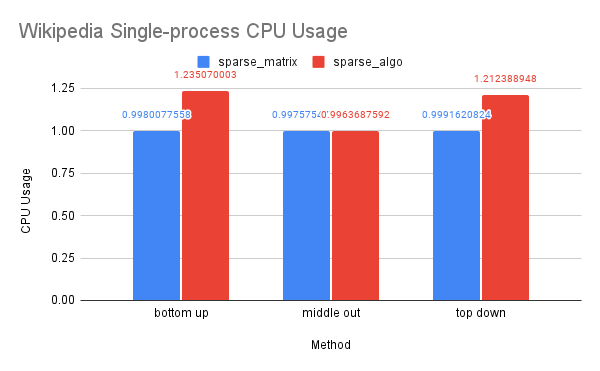 Wikipedia Single-process CPU Usage
sparse_matrix sparse_algo
1.235070003
1.212388948
1.25
0.9980077558
0.9963687592
0.9991620824
1.00
0.75
0.50
0.25
0.00
CPU Usage
bottom up middle out top down
Method